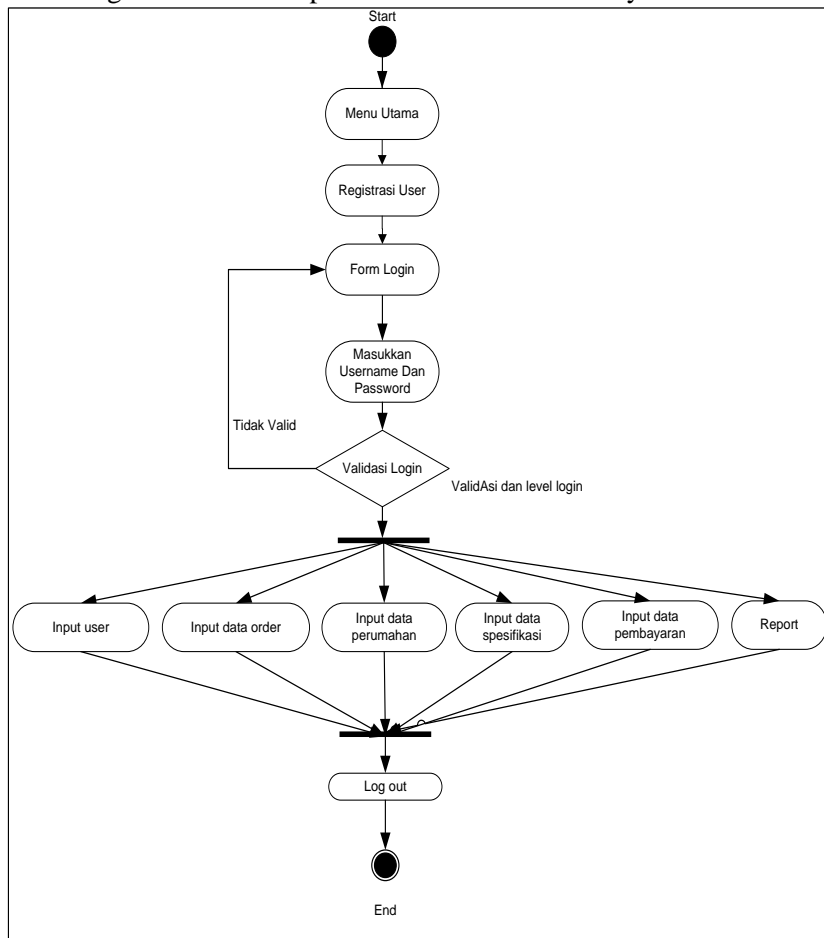 Start
Menu Utama
Registrasi User
Form Login
Masukkan
Username Dan
Password
Tidak Valid
Validasi Login
ValidAsi dan level login
Input user
Input data order
Input data
perumahan
Input data
spesifikasi
Input data
pembayaran
Report
Log out
End